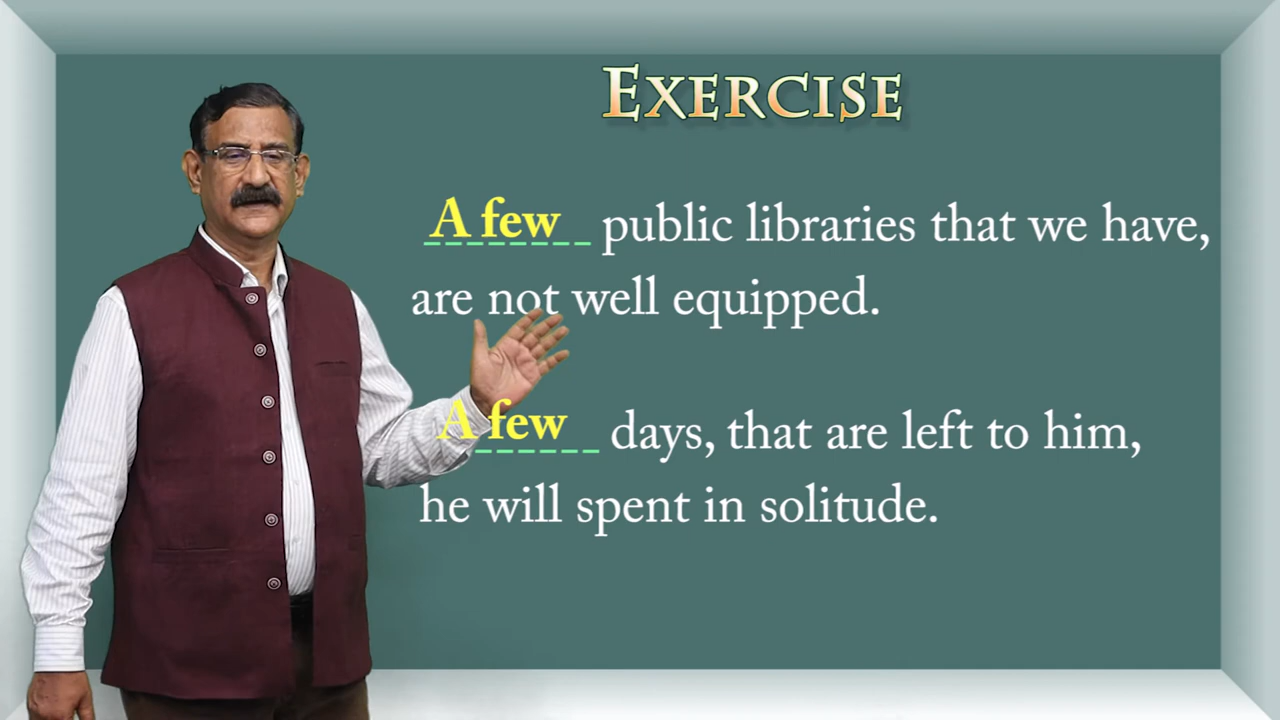 EXERCISE
A few public libraries that we have,
are not well equipped.
A few days, that are left to him,
he will spent in solitude.